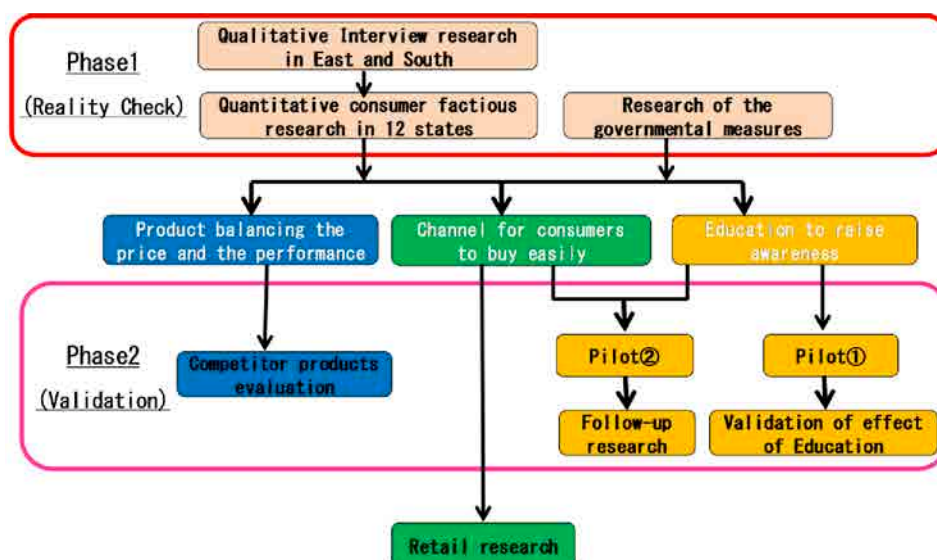 Qualitative Interview research
in East and South
Phase1
(Reality Check)
Quantitative consumer factious
research in 12 states
Research of the
governmental measures
Product balancing the
price and the performance
Channel for consumers
to buy easily
Education to raise
awareness
Phase2
(Validation)
Competitor products
evaluation
Pilot②
Pilot①
Follow-up
research
Validation of effect
of Education
Retail research